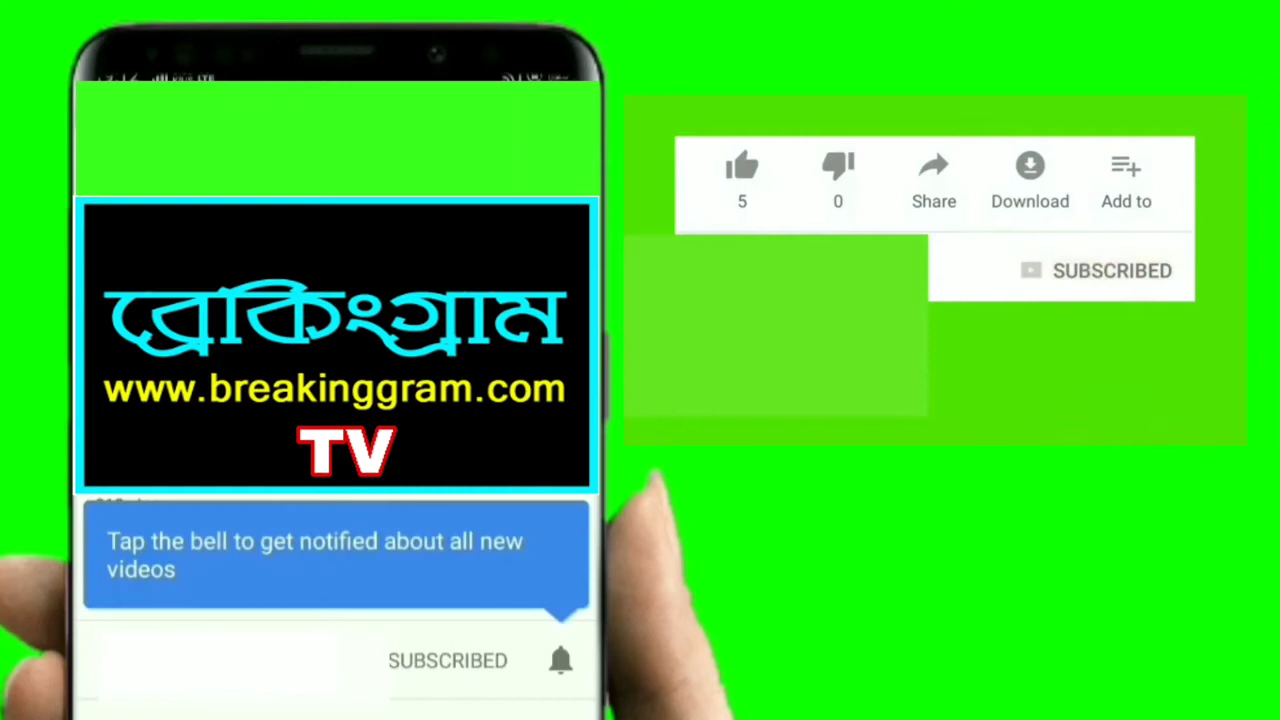 ব্রেকিংগ্রাম
www.breakinggram.com
TV
Tap the bell to get notified about all new
videos
SUBSCRIBED
5
0
Share
Download
Add to
SUBSCRIBED